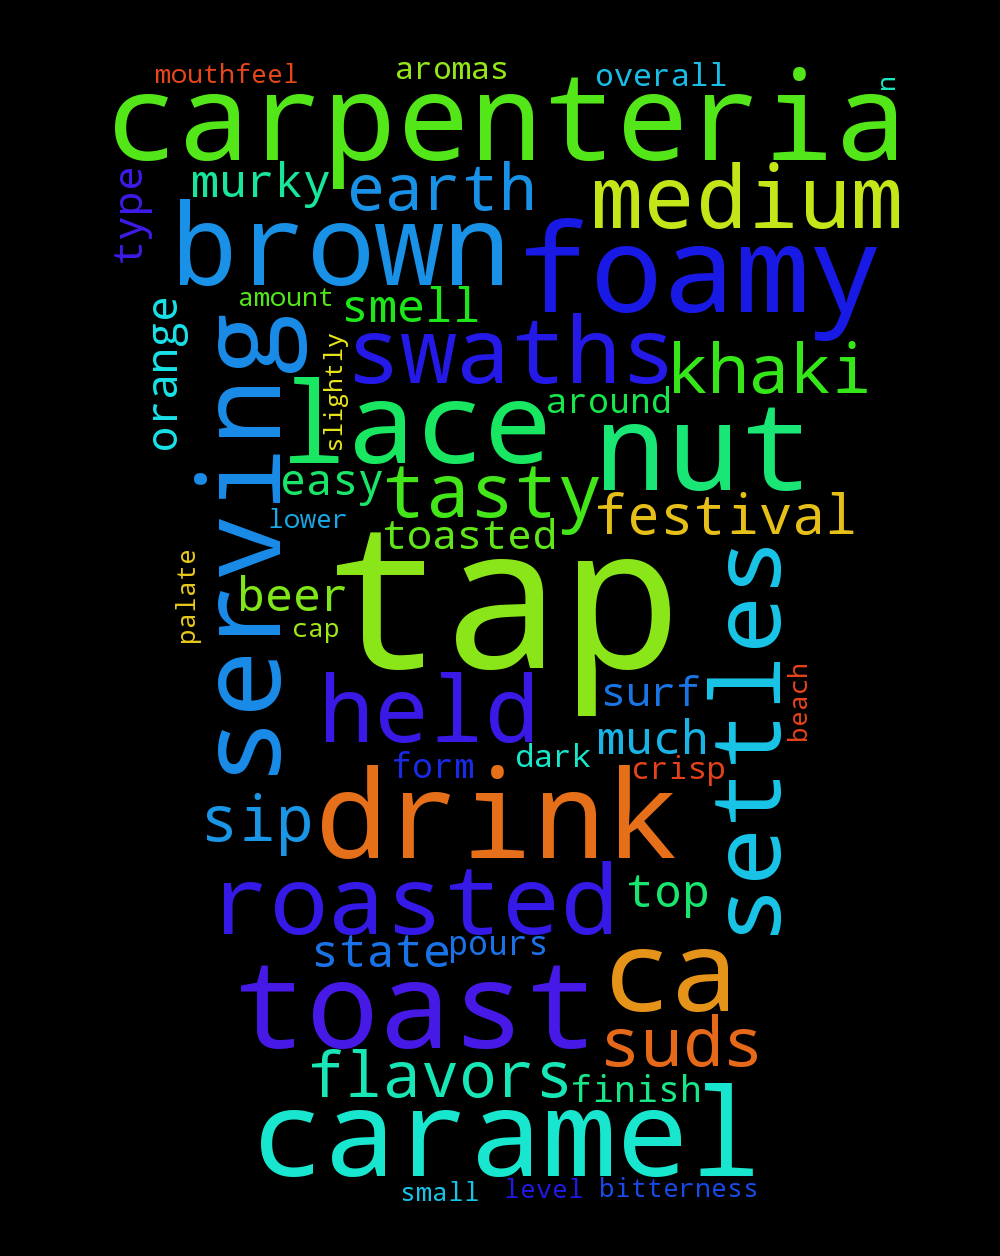 mouthfeel
aromas
overall
n
carpenteria
type
murky
earth
medium
brown
foamy
amount
smell
orange
serving
slightly
swaths
khaki
lace
around
nut
easy
tasty
lower
festival
toasted
settles
palate
beer
cap
tap
held
surf
beach
much
form
dark
crisp
sip
drink
roasted
top
state
pours
ca
toast
suds
flavors
finish
caramel
small
level
bitterness